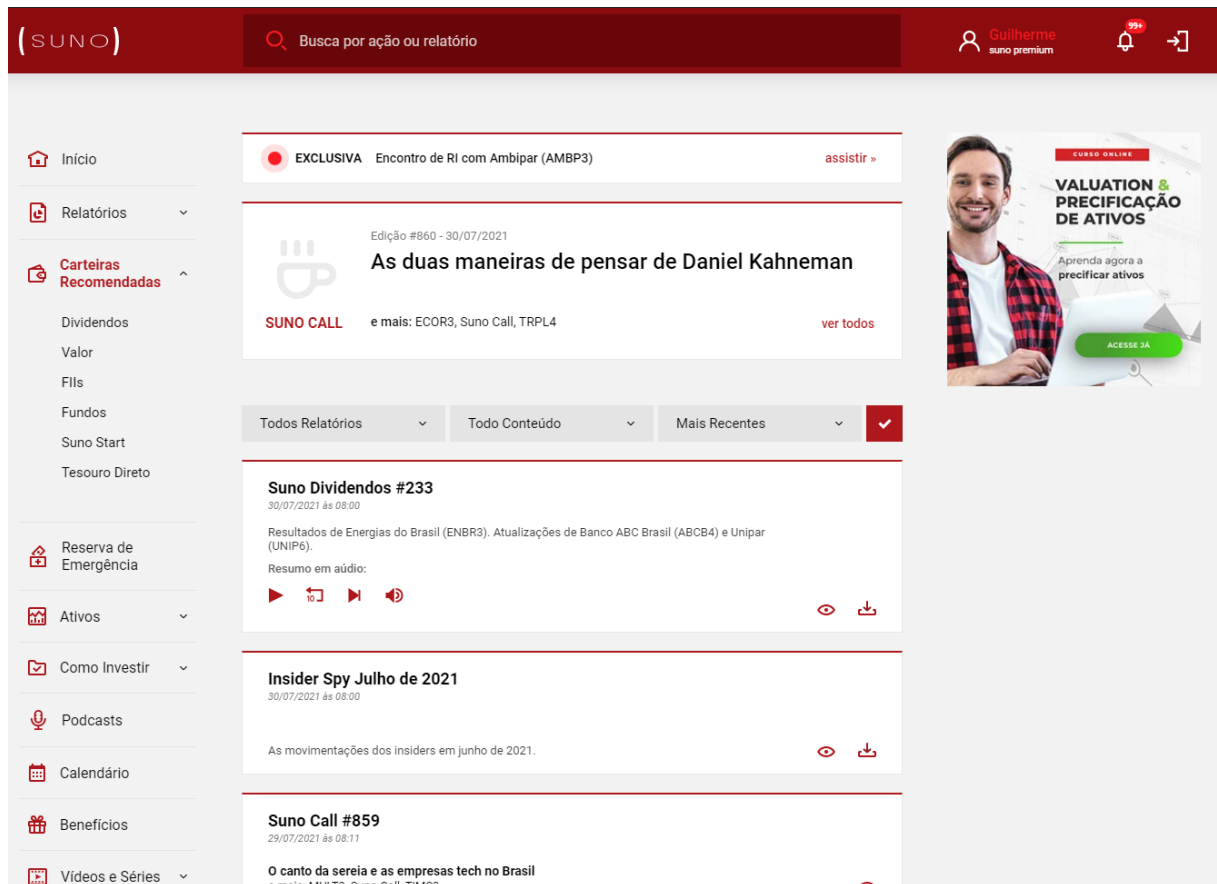 (SUNO)
Busca por ação ou relatório
Guilherme
suno premium
99+
Início
Relatórios
Carteiras
Recomendadas
Dividendos
Valor
FIIs
Fundos
Suno Start
Tesouro Direto
Reserva de
Emergência
Ativos
Como Investir
Podcasts
Calendário
Benefícios
Vídeos e Séries
EXCLUSIVA Encontro de RI com Ambipar (AMBP3) assistir »
Edição #860 - 30/07/2021
As duas maneiras de pensar de Daniel Kahneman
SUNO CALL e mais: ECOR3, Suno Call, TRPL4 ver todos
Todos Relatórios Todo Conteúdo Mais Recentes
Suno Dividendos #233
30/07/2021 às 08:00
Resultados de Energias do Brasil (ENBR3). Atualizações de Banco ABC Brasil (ABCB4) e Unipar
(UNIP6).
Resumo em aúdio:
10
Insider Spy Julho de 2021
30/07/2021 às 08:00
As movimentações dos insiders em junho de 2021.
Suno Call #859
29/07/2021 às 08:11
O canto da sereia e as empresas tech no Brasil
e mais: MULT3, Suno Call, TIMS3
CURSO ONLINE
VALUATION &
PRECIFICAÇÃO
DE ATIVOS
Aprenda agora a
precificar ativos
ACESSE JÁ